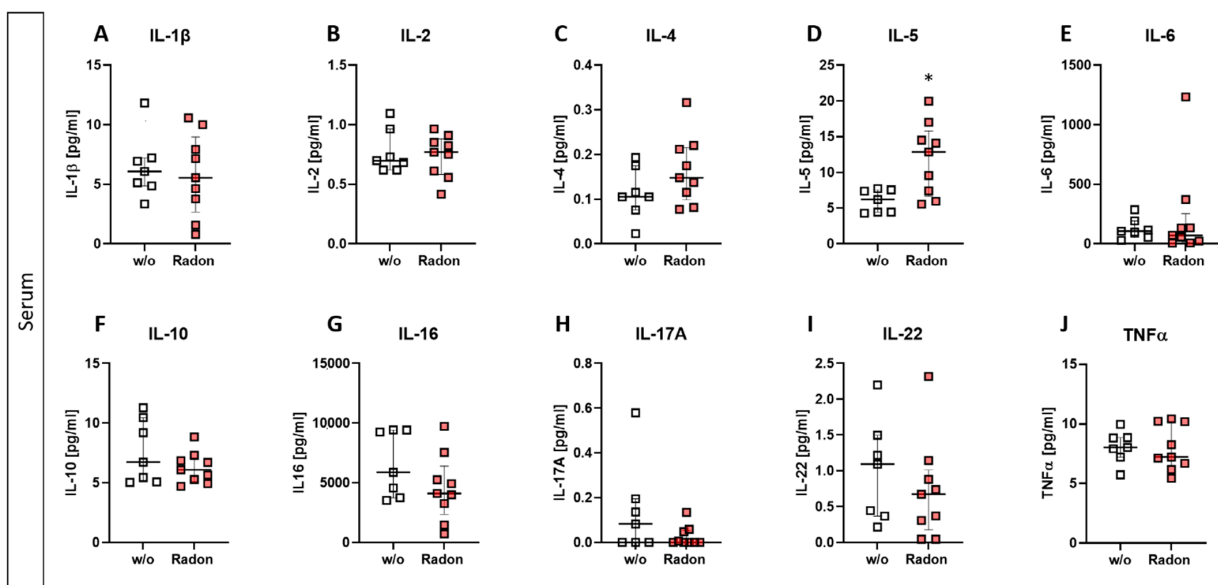 Serum
A IL-1β
IL-1β [pg/ml]
15
10
5
0
w/o Radon
B IL-2
IL-2 [pg/ml]
1.5
1.0
0.5
0.0
w/o Radon
C IL-4
IL-4 [pg/ml]
0.4
0.3
0.2
0.1
0.0
w/o Radon
D IL-5
IL-5 [pg/ml]
25
20
15
10
5
0
*
w/o Radon
E IL-6
IL-6 [pg/ml]
1500
1000
500
0
w/o Radon
F IL-10
IL-10 [pg/ml]
15
10
5
0
w/o Radon
G IL-16
IL16 [pg/ml]
15000
10000
5000
0
w/o Radon
H IL-17A
IL-17A [pg/ml]
0.8
0.6
0.4
0.2
0.0
w/o Radon
I IL-22
IL-22 [pg/ml]
2.5
2.0
1.5
1.0
0.5
0.0
w/o Radon
J TNFα
TNFα [pg/ml]
15
10
5
0
w/o Radon